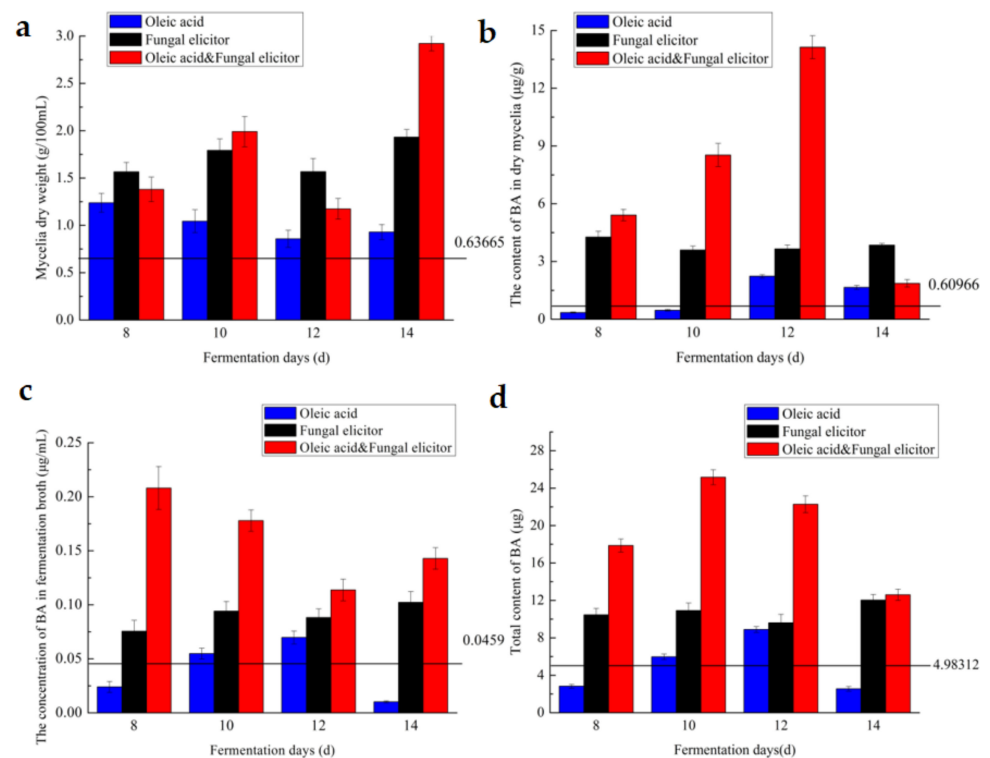 a
Oleic acid
Fungal elicitor
Oleic acid&Fungal elicitor
Mycelia dry weight (g/100mL)
3.0
2.5
2.0
1.5
1.0
0.5
0.0
0.63665
8 10 12 14
Fermentation days (d)
b
Oleic acid
Fungal elicitor
Oleic acid&Fungal elicitor
The content of BA in dry mycelia (μg/g)
15
12
9
6
3
0
0.60966
8 10 12 14
Fermentation days (d)
c
Oleic acid
Fungal elicitor
Oleic acid&Fungal elicitor
The concentration of BA in fermentation broth (μg/mL)
0.25
0.20
0.15
0.10
0.05
0.00
0.0459
8 10 12 14
Fermentation days (d)
d
Oleic acid
Fungal elicitor
Oleic acid&Fungal elicitor
Total content of BA (μg)
28
24
20
16
12
8
4
0
4.98312
8 10 12 14
Fermentation days(d)